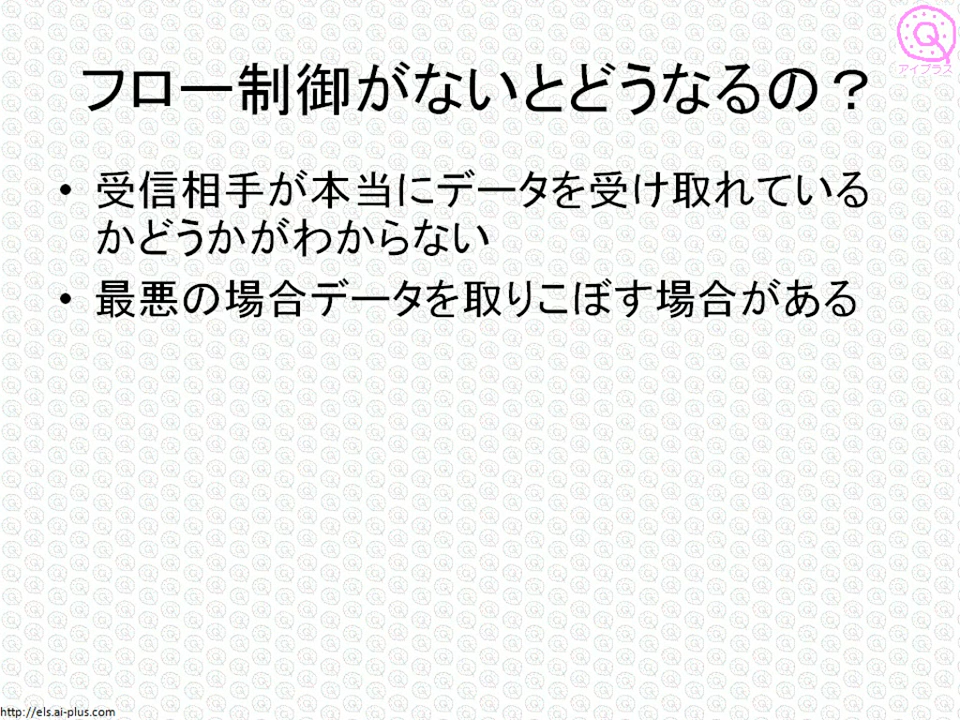 アイプラス
フロー制御がないとどうなるの？
• 受信相手が本当にデータを受け取れている
かどうかがわからない
• 最悪の場合データを取りこぼす場合がある
http://els.ai-plus.com